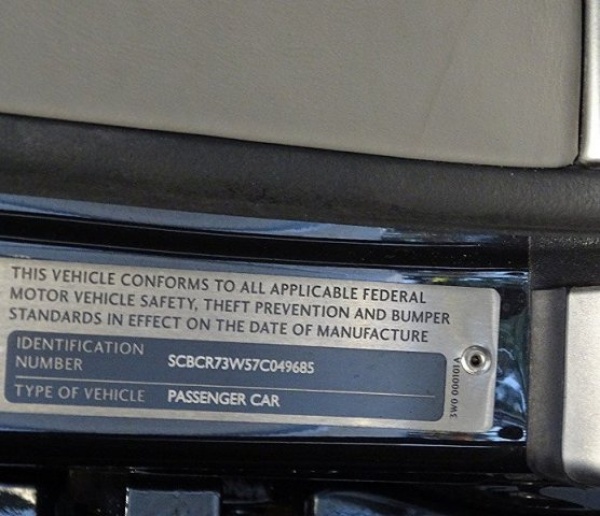 THIS VEHICLE CONFORMS TO ALL APPLICABLE FEDERAL
MOTOR VEHICLE SAFETY, THEFT PREVENTION AND BUMPER
STANDARDS IN EFFECT ON THE DATE OF MANUFACTURE
IDENTIFICATION
NUMBER SCBCR73W57C049685
TYPE OF VEHICLE PASSENGER CAR
3W0 000101A